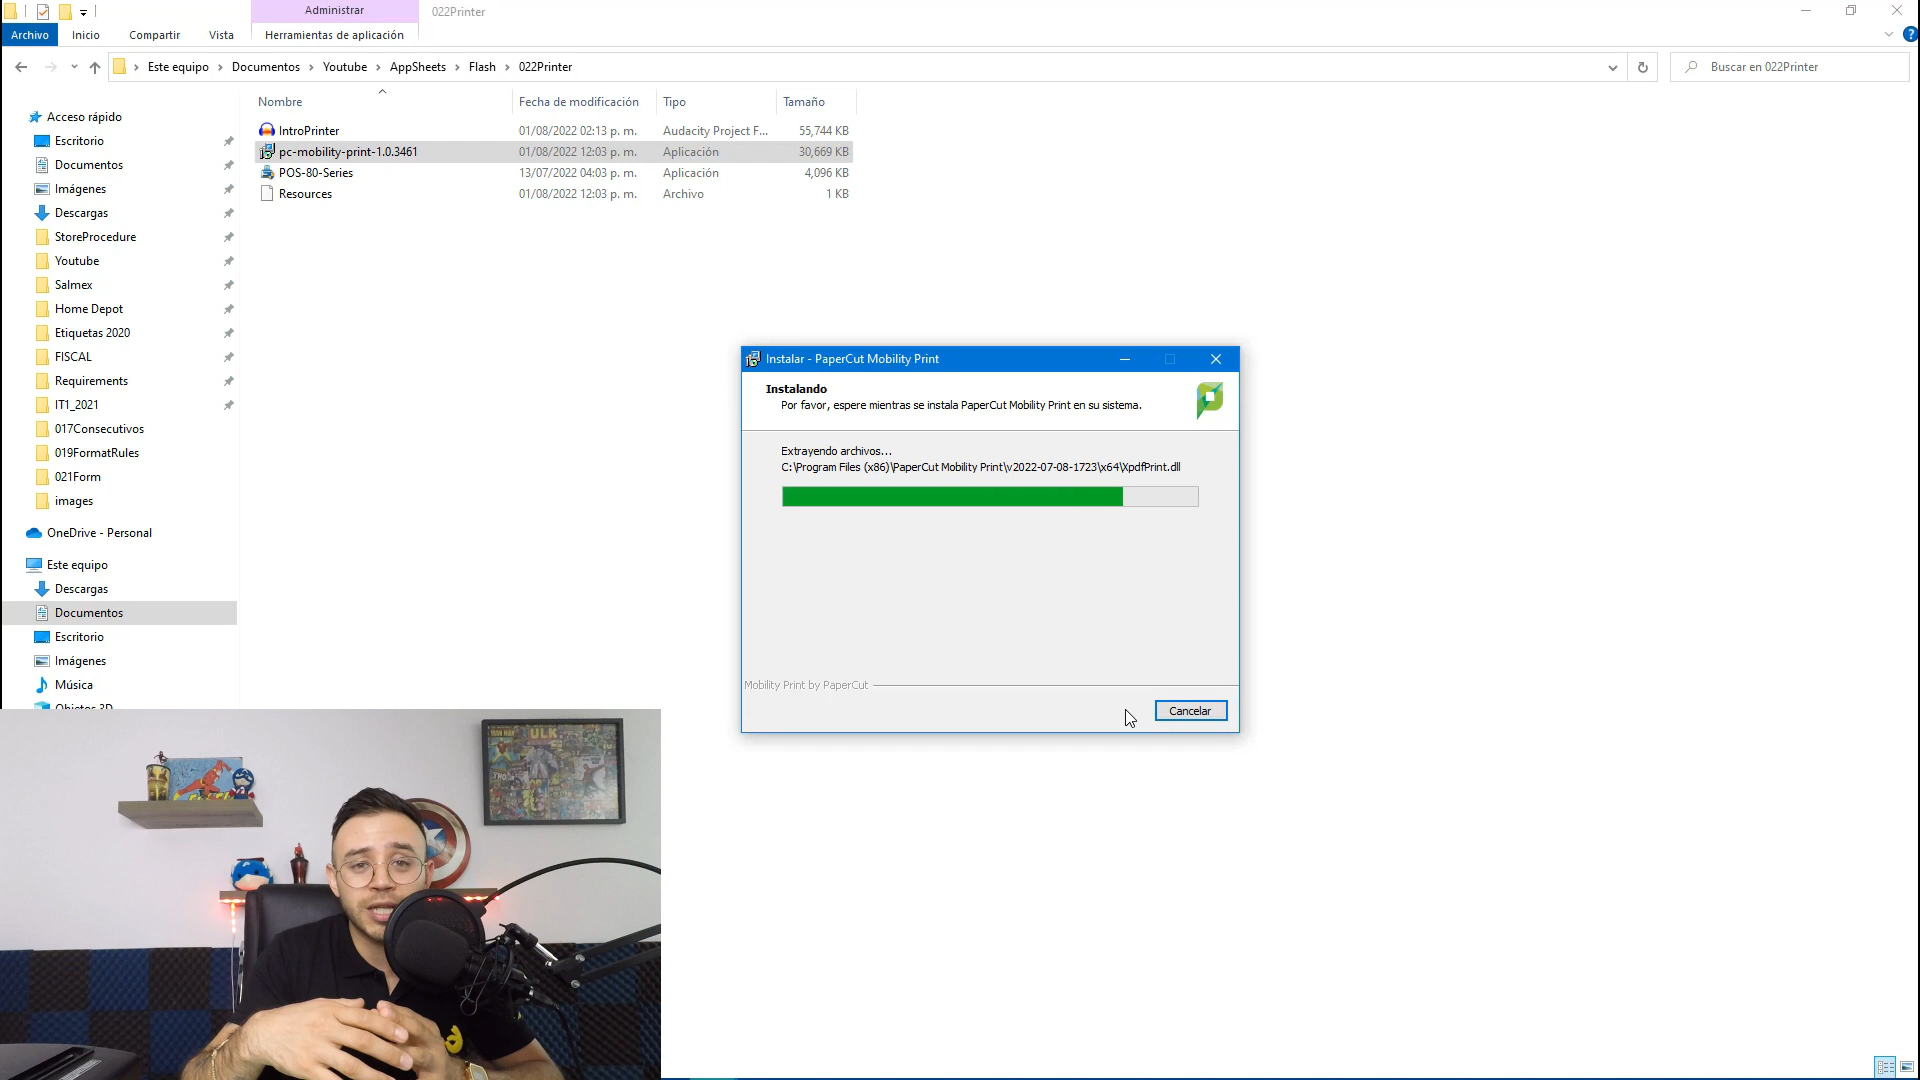 Administrar
022Printer
Archivo
Inicio
Compartir
Vista
Herramientas de aplicación
Este equipo
Documentos
Youtube
AppSheets
Flash
022Printer
Buscar en 022Printer
Nombre
Fecha de modificación
Tipo
Tamaño
IntroPrinter
01/08/2022 02:13 p. m.
Audacity Project F...
55,744 KB
pc-mobility-print-1.0.3461
01/08/2022 12:03 p. m.
Aplicación
30,669 KB
POS-80-Series
13/07/2022 04:03 p. m.
Aplicación
4,096 KB
Resources
01/08/2022 12:03 p. m.
Archivo
1 KB
Acceso rápido
Escritorio
Documentos
Imágenes
Descargas
StoreProcedure
Youtube
Salmex
Home Depot
Etiquetas 2020
FISCAL
Requirements
IT1_2021
017Consecutivos
019FormatRules
021Form
images
OneDrive - Personal
Este equipo
Descargas
Documentos
Escritorio
Imágenes
Música
Objetos 3D
Instalar - PaperCut Mobility Print
Instalando
Por favor, espere mientras se instala PaperCut Mobility Print en su sistema.
Extrayendo archivos...
C:\Program Files (x86)\PaperCut Mobility Print\v2022-07-08-1723\x64\XpdfPrint.dll
Mobility Print by PaperCut
Cancelar